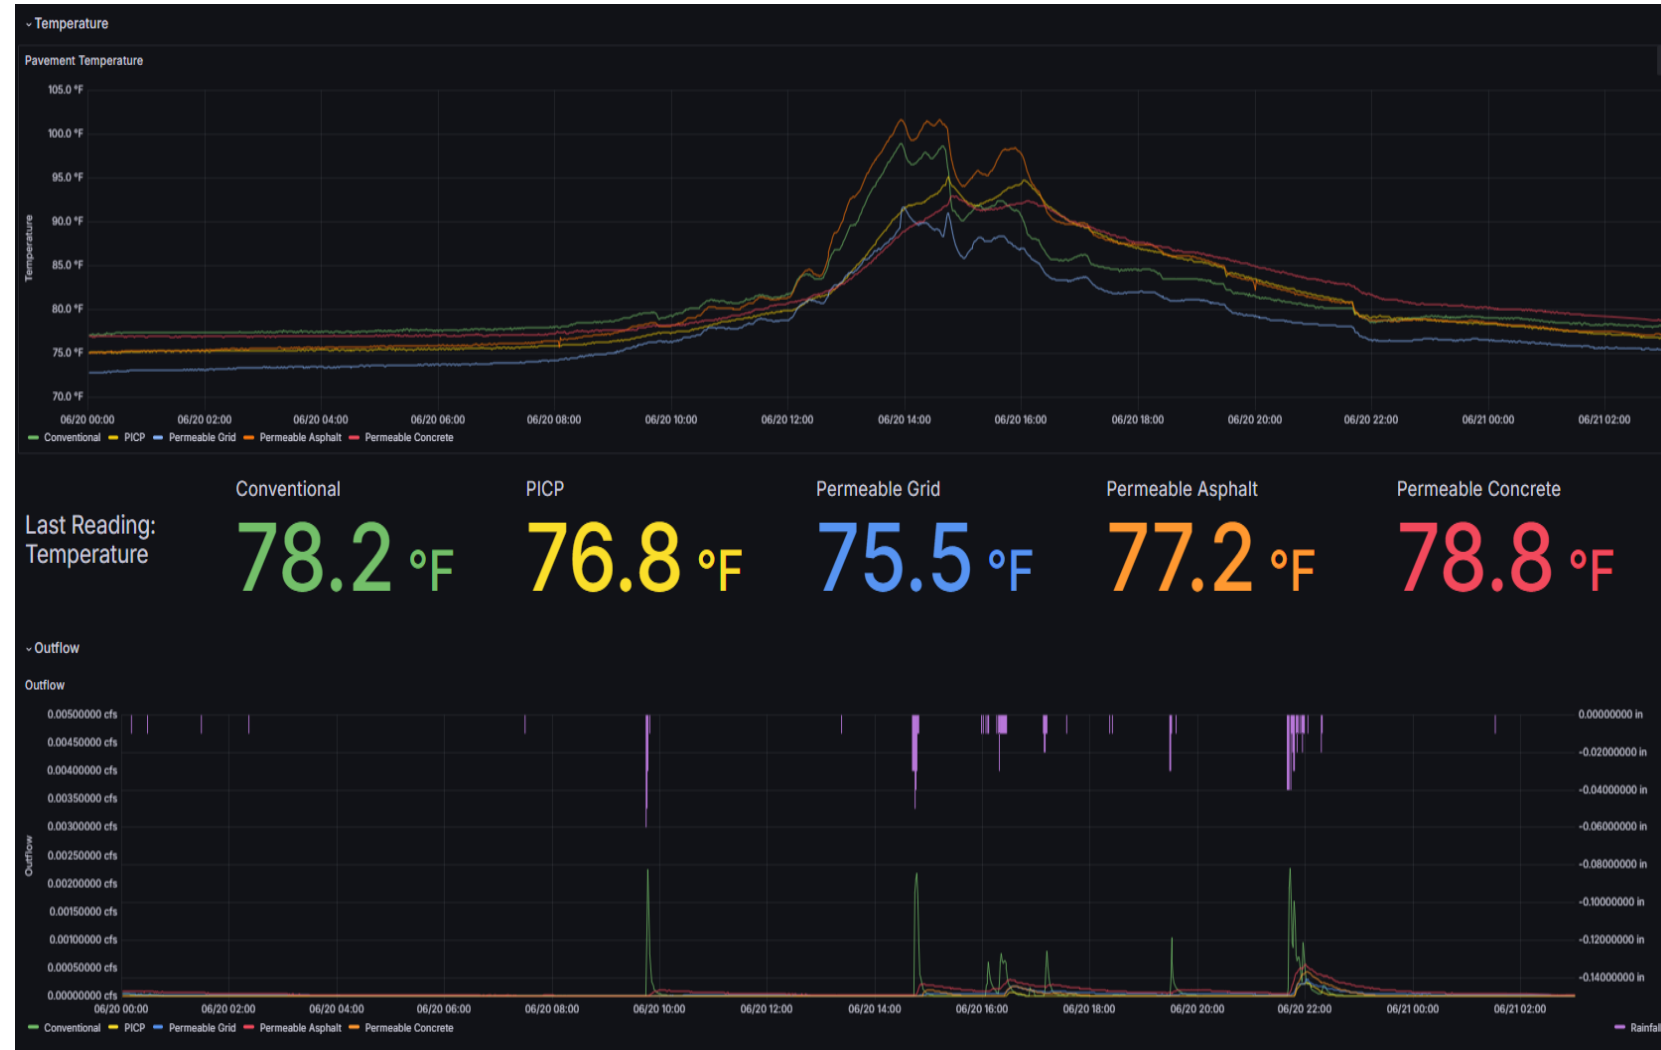 Temperature
Pavement Temperature
105.0 °F
100.0 °F
95.0 °F
90.0 °F
85.0 °F
80.0 °F
75.0 °F
70.0 °F
Temperature
06/20 00:00 06/20 02:00 06/20 04:00 06/20 06:00 06/20 08:00 06/20 10:00 06/20 12:00 06/20 14:00 06/20 16:00 06/20 18:00 06/20 20:00 06/20 22:00 06/21 00:00 06/21 02:00
Conventional PICP Permeable Grid Permeable Asphalt Permeable Concrete
Last Reading:
Temperature
Conventional
78.2 °F
PICP
76.8 °F
Permeable Grid
75.5 °F
Permeable Asphalt
77.2 °F
Permeable Concrete
78.8 °F
Outflow
Outflow
0.00500000 cfs
0.00450000 cfs
0.00400000 cfs
0.00350000 cfs
0.00300000 cfs
0.00250000 cfs
0.00200000 cfs
0.00150000 cfs
0.00100000 cfs
0.00050000 cfs
0.00000000 cfs
Outflow
0.00000000 in
-0.02000000 in
-0.04000000 in
-0.06000000 in
-0.08000000 in
-0.10000000 in
-0.12000000 in
-0.14000000 in
06/20 00:00 06/20 02:00 06/20 04:00 06/20 06:00 06/20 08:00 06/20 10:00 06/20 12:00 06/20 14:00 06/20 16:00 06/20 18:00 06/20 20:00 06/20 22:00 06/21 00:00 06/21 02:00
Conventional PICP Permeable Grid Permeable Asphalt Permeable Concrete Rainfall